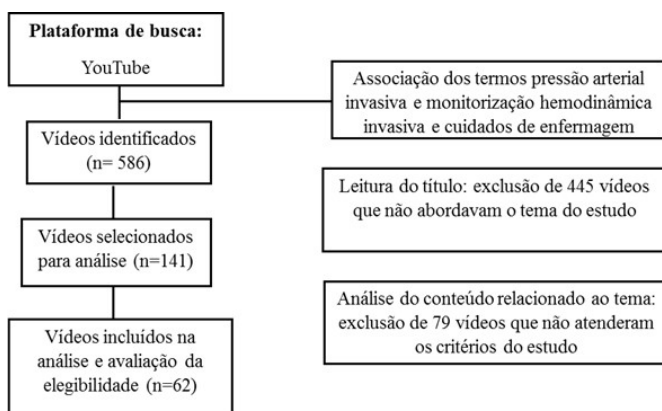 Plataforma de busca:
YouTube
Associação dos termos pressão arterial
invasiva e monitorização hemodinâmica
invasiva e cuidados de enfermagem
Vídeos identificados
(n= 586)
Leitura do título: exclusão de 445 vídeos
que não abordavam o tema do estudo
Vídeos selecionados
para análise (n=141)
Análise do conteúdo relacionado ao tema:
exclusão de 79 vídeos que não atenderam
os critérios do estudo
Vídeos incluídos na
análise e avaliação da
elegibilidade (n=62)